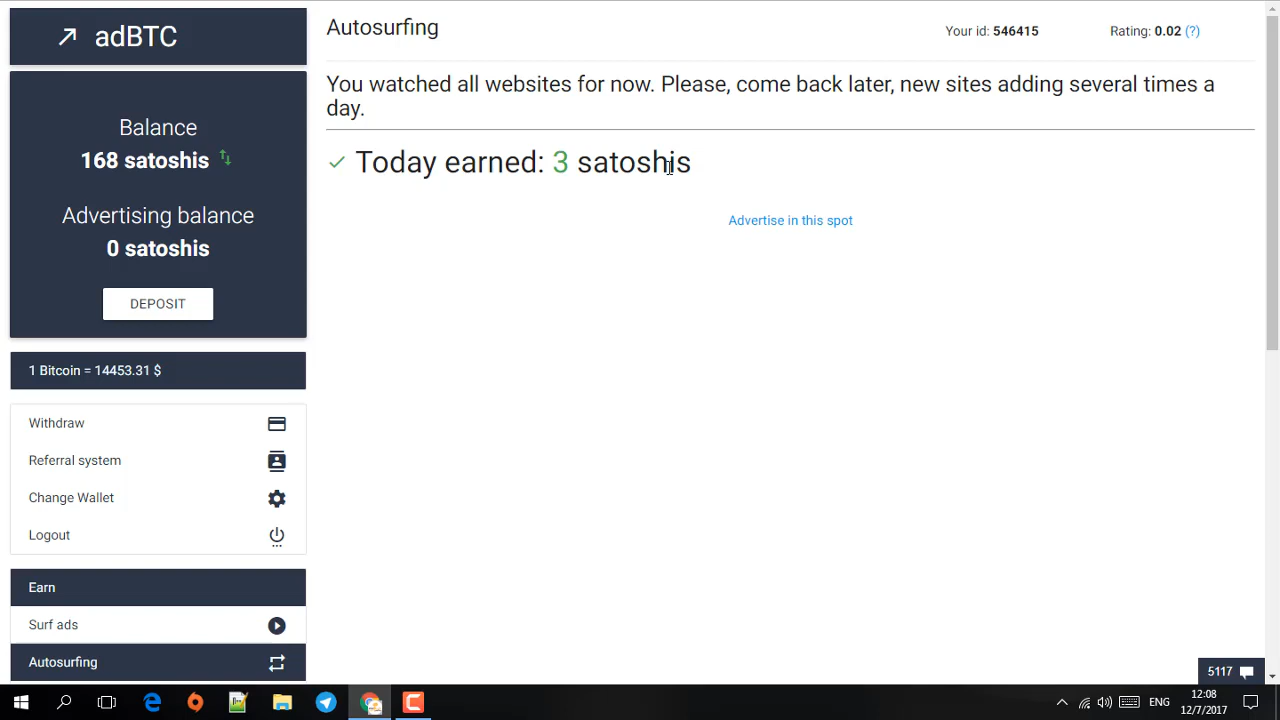 adBTC
Balance
168 satoshis
Advertising balance
0 satoshis
DEPOSIT
1 Bitcoin = 14453.31 $
Withdraw
Referral system
Change Wallet
Logout
Earn
Surf ads
Autosurfing
Autosurfing
Your id: 546415
Rating: 0.02 (?)
You watched all websites for now. Please, come back later, new sites adding several times a
day.
Today earned: 3 satoshis
Advertise in this spot
5117
ENG
12:08
12/7/2017